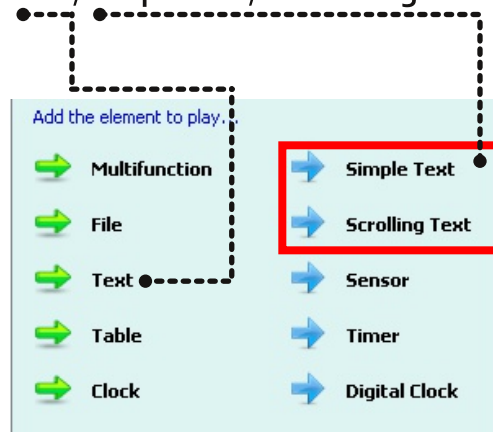 Add the element to play...
Multifunction
Simple Text
File
Scrolling Text
Text
Sensor
Table
Timer
Clock
Digital Clock